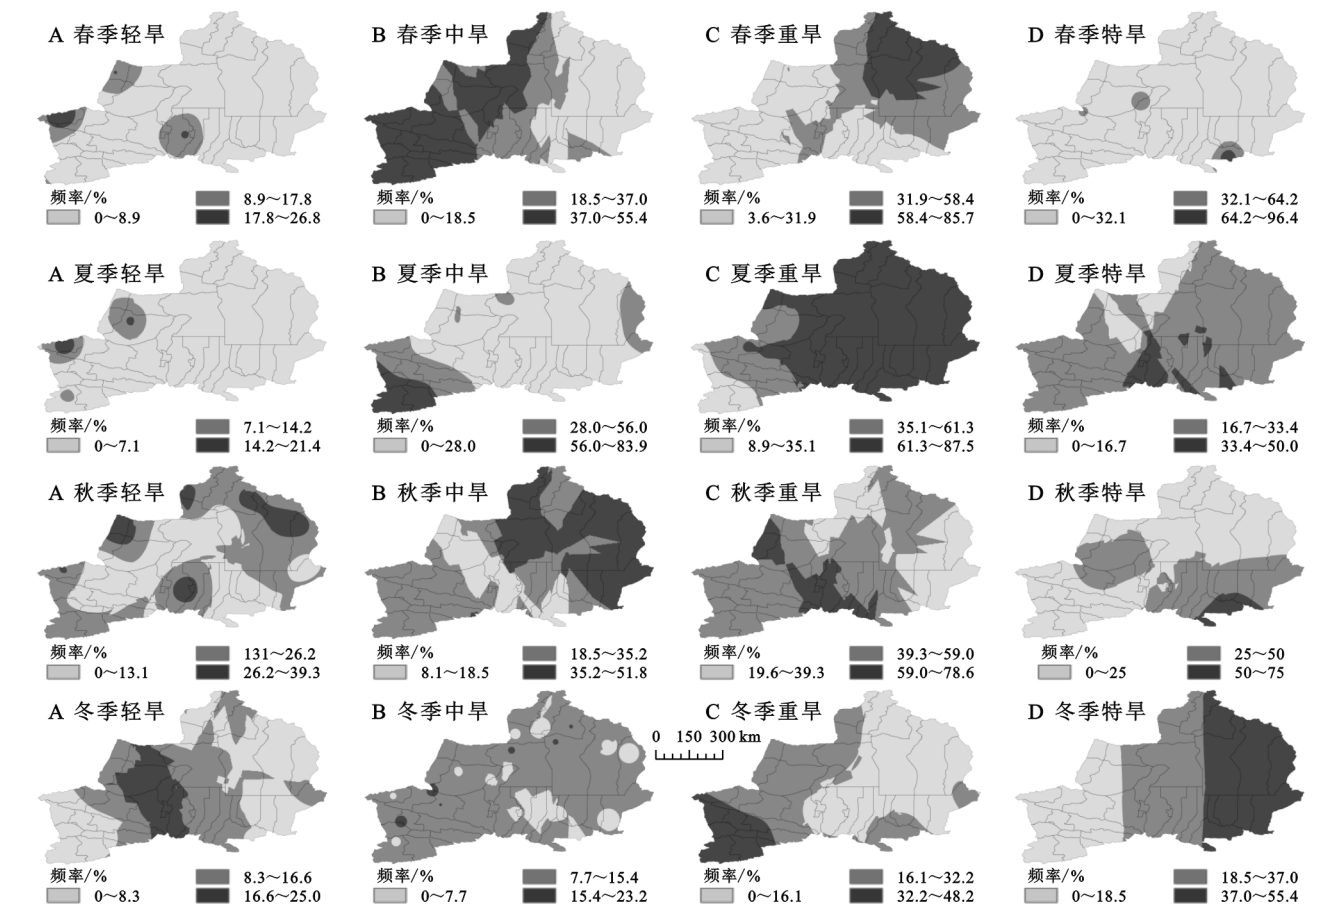 A 春季轻旱
B 春季中旱
C 春季重旱
D 春季特旱
频率/%
8.9～17.8
0～8.9
17.8～26.8
频率/%
18.5～37.0
0～18.5
37.0～55.4
频率/%
31.9～58.4
3.6～31.9
58.4～85.7
频率/%
32.1～64.2
0～32.1
64.2～96.4
A 夏季轻旱
B 夏季中旱
C 夏季重旱
D 夏季特旱
频率/%
7.1～14.2
0～7.1
14.2～21.4
频率/%
28.0～56.0
0～28.0
56.0～83.9
频率/%
35.1～61.3
8.9～35.1
61.3～87.5
频率/%
16.7～33.4
0～16.7
33.4～50.0
A 秋季轻旱
B 秋季中旱
C 秋季重旱
D 秋季特旱
频率/%
131～26.2
0～13.1
26.2～39.3
频率/%
18.5～35.2
8.1～18.5
35.2～51.8
频率/%
39.3～59.0
19.6～39.3
59.0～78.6
频率/%
25～50
0～25
50～75
A 冬季轻旱
B 冬季中旱
C 冬季重旱
D 冬季特旱
0 150 300 km
频率/%
8.3～16.6
0～8.3
16.6～25.0
频率/%
7.7～15.4
0～7.7
15.4～23.2
频率/%
16.1～32.2
0～16.1
32.2～48.2
频率/%
18.5～37.0
0～18.5
37.0～55.4